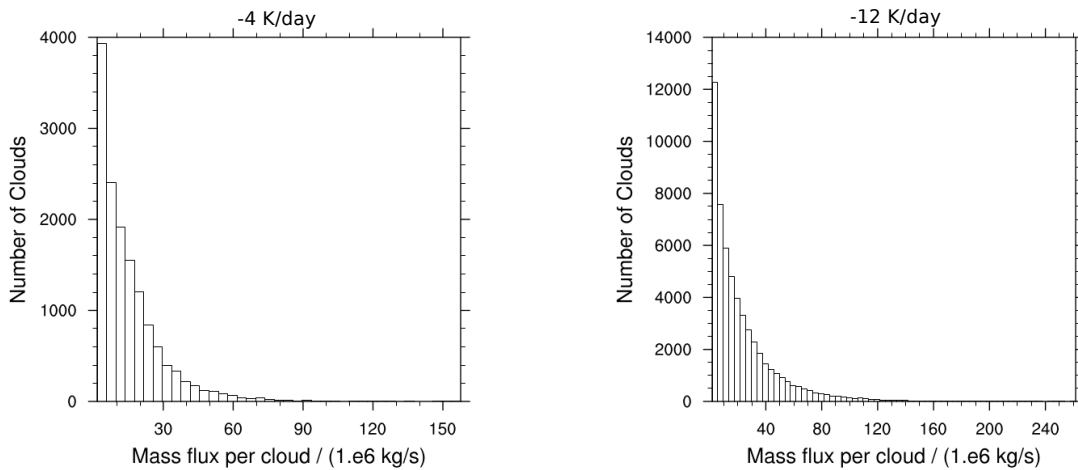 -4 K/day
4000
3000
2000
1000
0
Number of Clouds
30 60 90 120 150
Mass flux per cloud / (1.e6 kg/s)
-12 K/day
14000
12000
10000
8000
6000
4000
2000
0
Number of Clouds
40 80 120 160 200 240
Mass flux per cloud / (1.e6 kg/s)